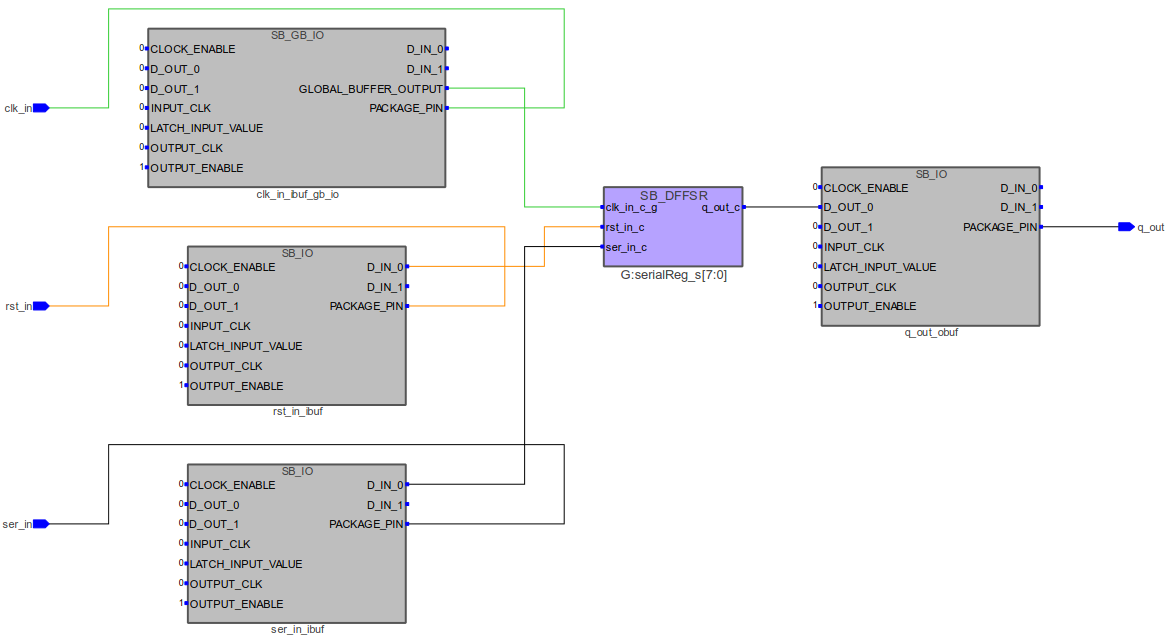 SB_GB_IO
0 CLOCK_ENABLE D_IN_0
0 D_OUT_0 D_IN_1
0 D_OUT_1 GLOBAL_BUFFER_OUTPUT
clk_in 0 INPUT_CLK PACKAGE_PIN
0 LATCH_INPUT_VALUE
0 OUTPUT_CLK
1 OUTPUT_ENABLE
clk_in_ibuf_gb_io
SB_IO
0 CLOCK_ENABLE D_IN_0
0 D_OUT_0 D_IN_1
rst_in 0 D_OUT_1 PACKAGE_PIN
0 INPUT_CLK
0 LATCH_INPUT_VALUE
0 OUTPUT_CLK
1 OUTPUT_ENABLE
rst_in_ibuf
SB_IO
0 CLOCK_ENABLE D_IN_0
0 D_OUT_0 D_IN_1
ser_in 0 D_OUT_1 PACKAGE_PIN
0 INPUT_CLK
0 LATCH_INPUT_VALUE
0 OUTPUT_CLK
1 OUTPUT_ENABLE
ser_in_ibuf
SB_DFFSR
clk_in_c_g q_out_c
rst_in_c
ser_in_c
G:serialReg_s[7:0]
SB_IO
0 CLOCK_ENABLE D_IN_0
0 D_OUT_0 D_IN_1
0 D_OUT_1 PACKAGE_PIN q_out
0 INPUT_CLK
0 LATCH_INPUT_VALUE
0 OUTPUT_CLK
1 OUTPUT_ENABLE
q_out_obuf